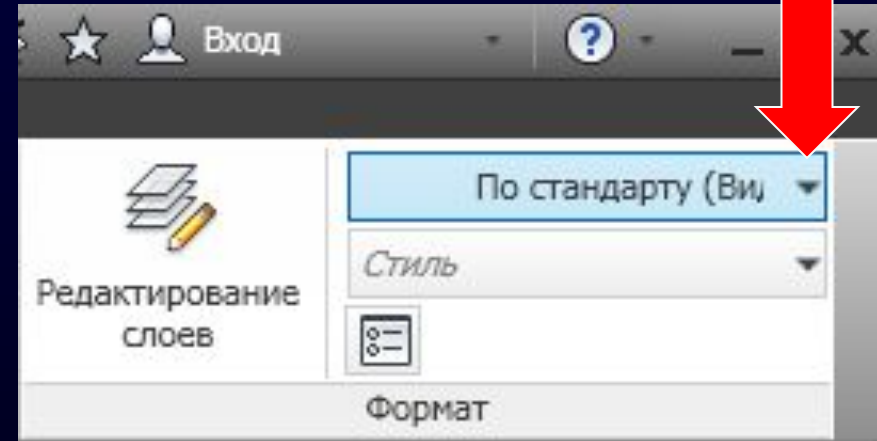 Вход
?
По стандарту (Ви
Стиль
Редактирование
слоев
Формат